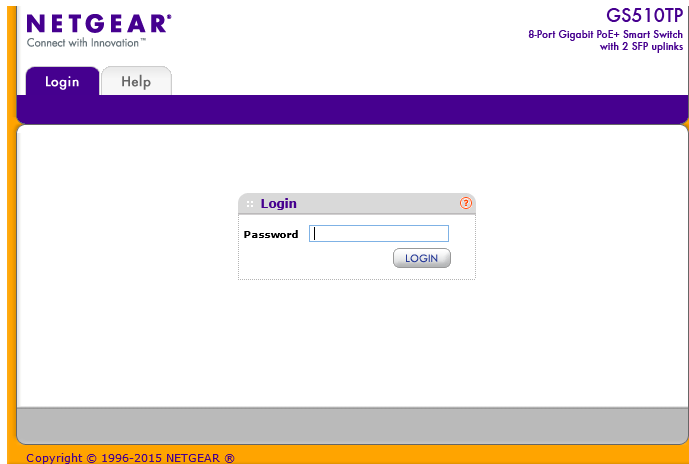 NETGEAR®
Connect with Innovation™
GS510TP
8-Port Gigabit PoE+ Smart Switch
with 2 SFP uplinks
Login
Help
Login
?
Password
LOGIN
Copyright © 1996-2015 NETGEAR ®